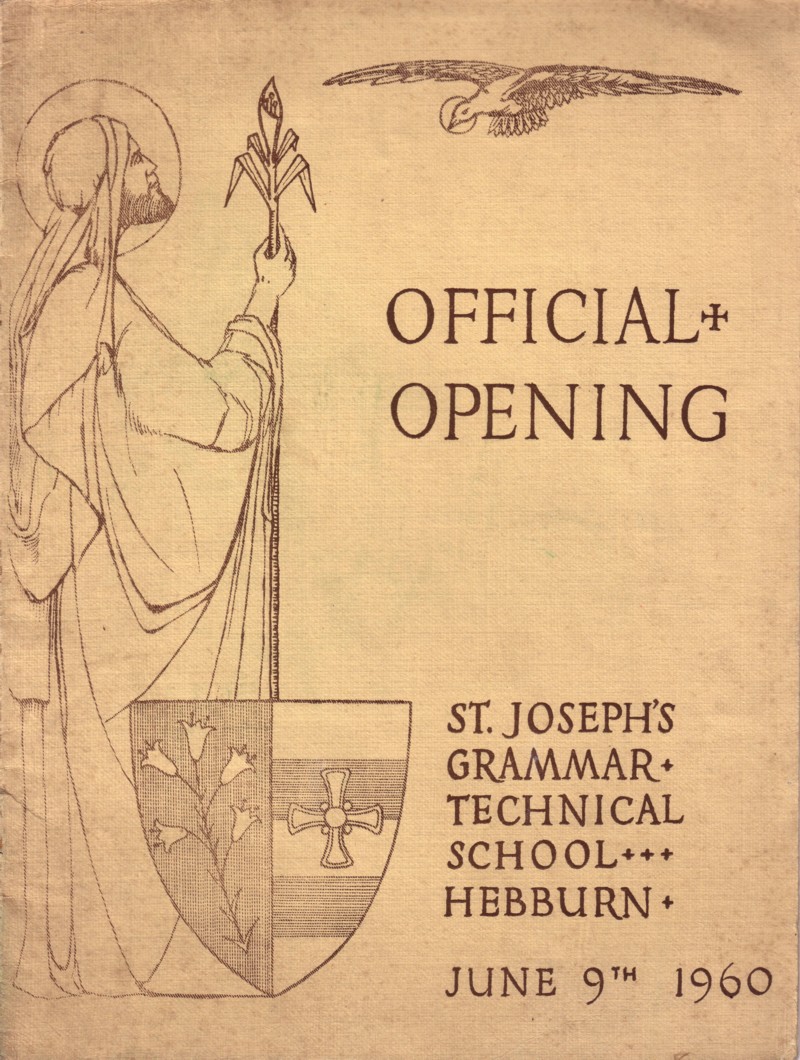 OFFICIAL
OPENING
ST. JOSEPH'S
GRAMMAR
TECHNICAL
SCHOOL
HEBBURN
JUNE 9TH 1960